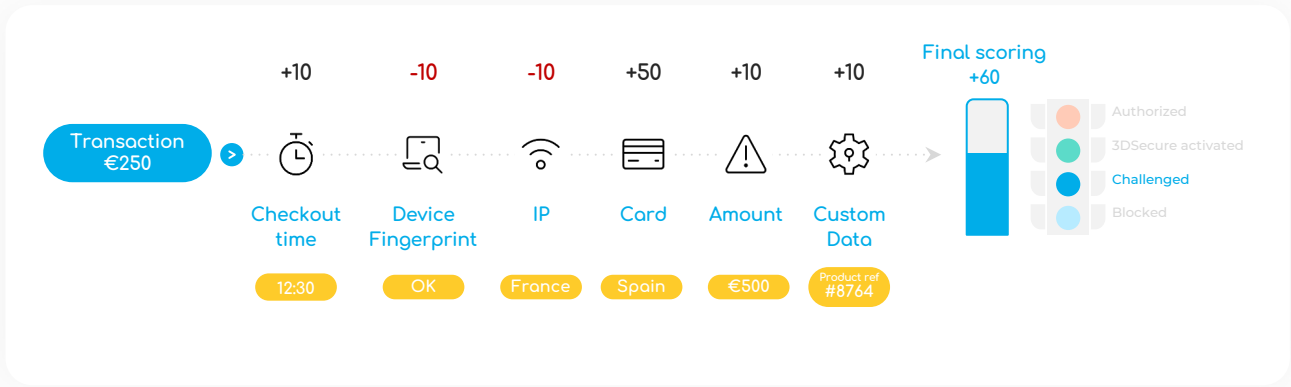 +10
-10
-10
+50
+10
+10
Final scoring
+60
Transaction
€250
>
Checkout
time
Device
Fingerprint
IP
Card
Amount
Custom
Data
12:30
OK
France
Spain
€500
Product ref
#8764
Authorized
3DSecure activated
Challenged
Blocked